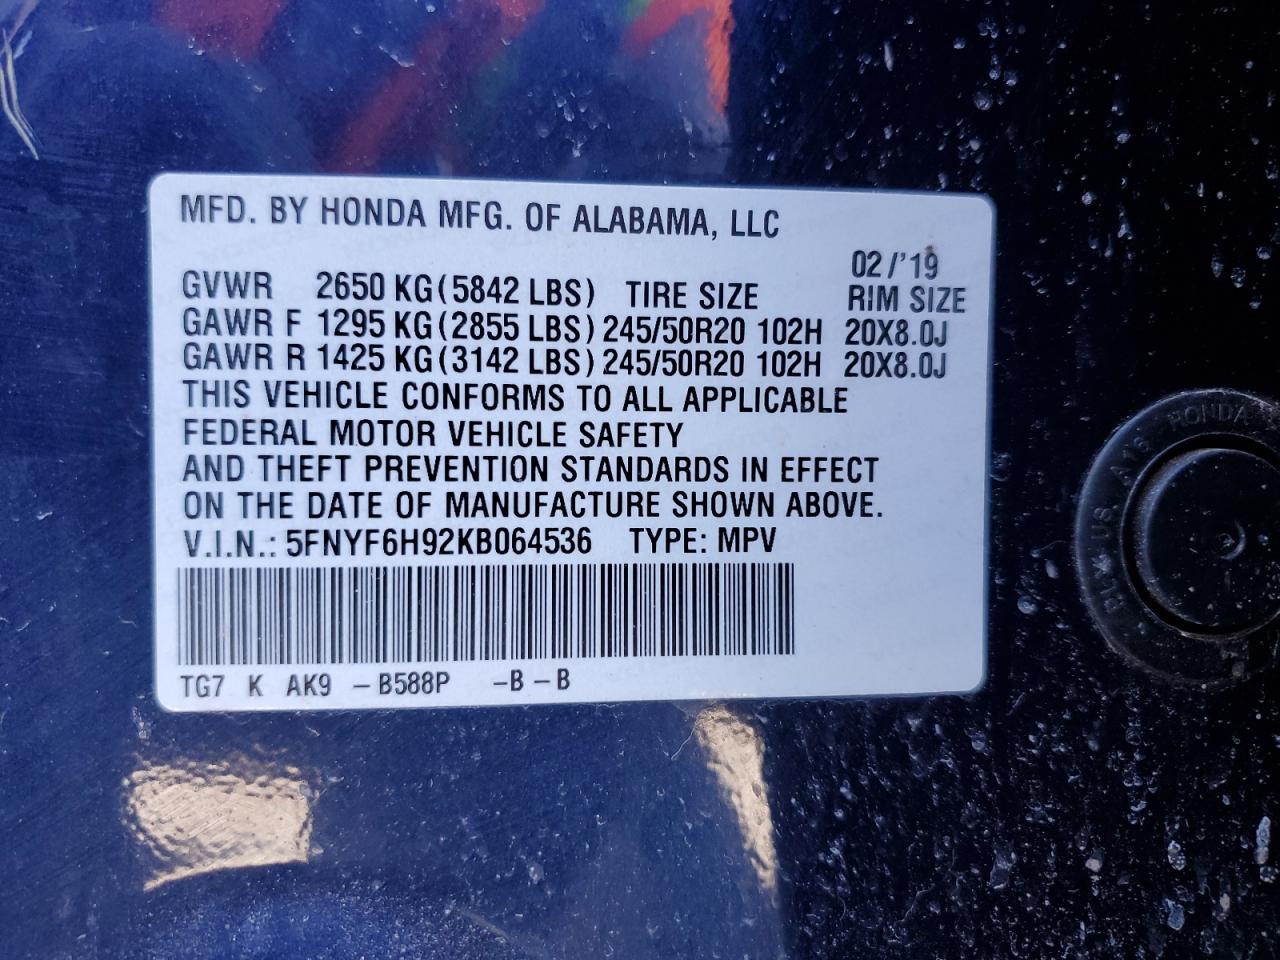 MFD. BY HONDA MFG. OF ALABAMA, LLC
02/'19
GVWR 2650 KG (5842 LBS) TIRE SIZE RIM SIZE
GAWR F 1295 KG (2855 LBS) 245/50R20 102H 20X8.0J
GAWR R 1425 KG (3142 LBS) 245/50R20 102H 20X8.0J
THIS VEHICLE CONFORMS TO ALL APPLICABLE
FEDERAL MOTOR VEHICLE SAFETY
AND THEFT PREVENTION STANDARDS IN EFFECT
ON THE DATE OF MANUFACTURE SHOWN ABOVE.
V.I.N.: 5FNYF6H92KB064536 TYPE: MPV
TG7 K AK9 -B588P -B-B
HONDA